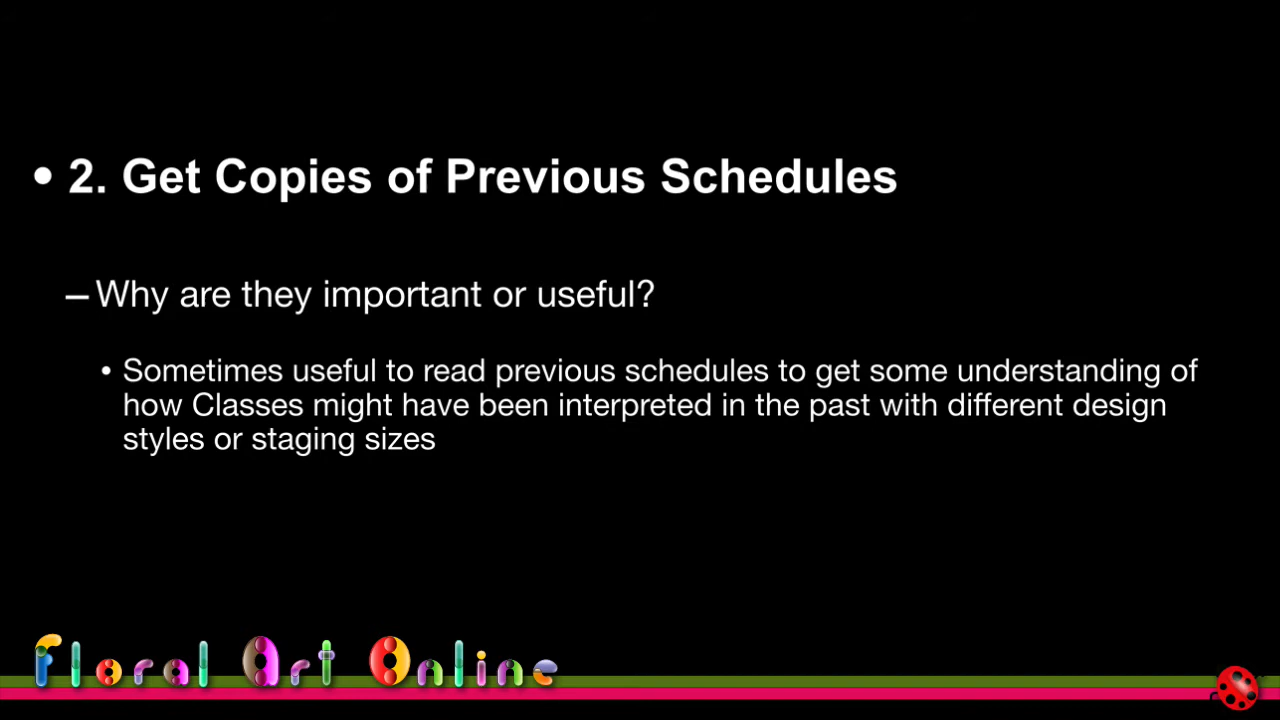 • 2. Get Copies of Previous Schedules
– Why are they important or useful?
• Sometimes useful to read previous schedules to get some understanding of
how Classes might have been interpreted in the past with different design
styles or staging sizes
Floral Art Online